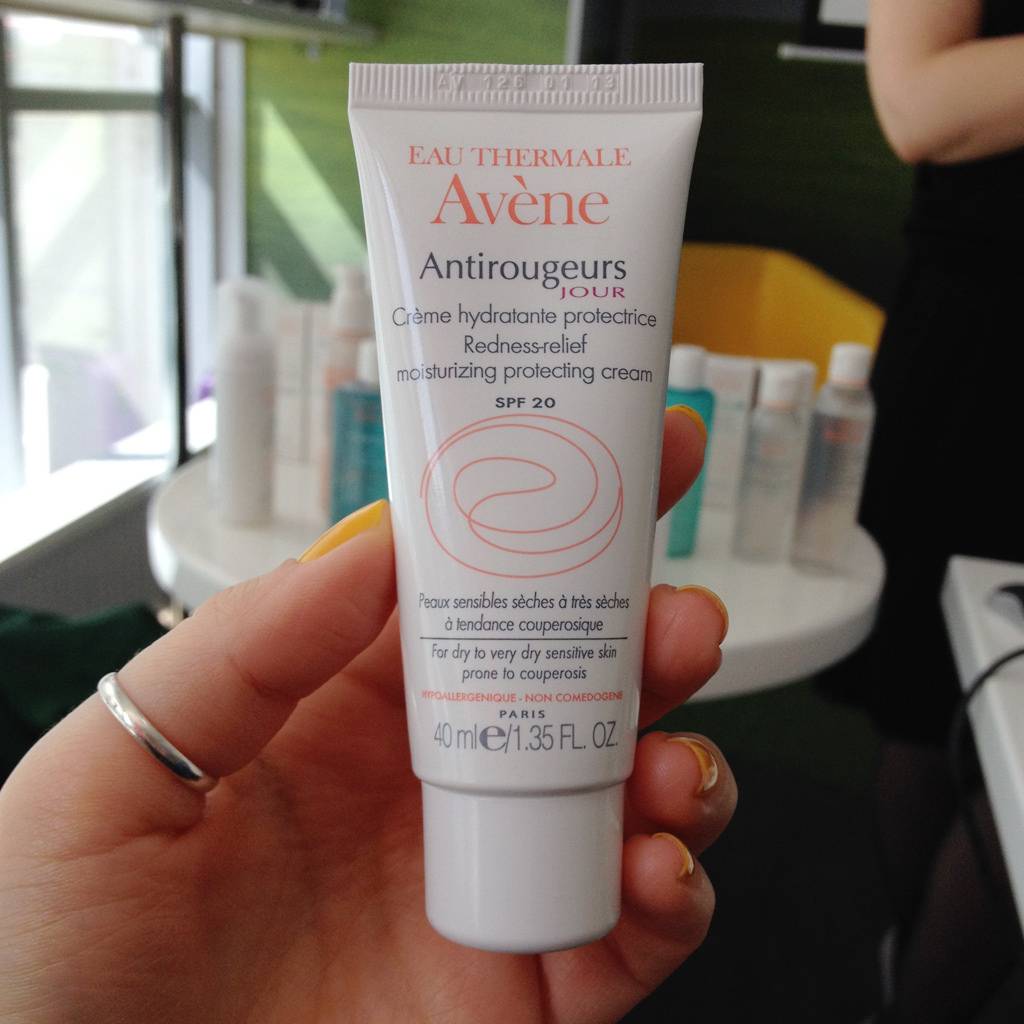 AV 126 01 13
EAU THERMALE
Avène
Antirougeurs
JOUR
Crème hydratante protectrice
Redness-relief
moisturizing protecting cream
SPF 20
Peaux sensibles sèches à très sèches
à tendance couperosique
For dry to very dry sensitive skin
prone to couperosis
HYPOALLERGENIQUE - NON COMEDOGENE
PARIS
40 ml e/1.35 FL. OZ.